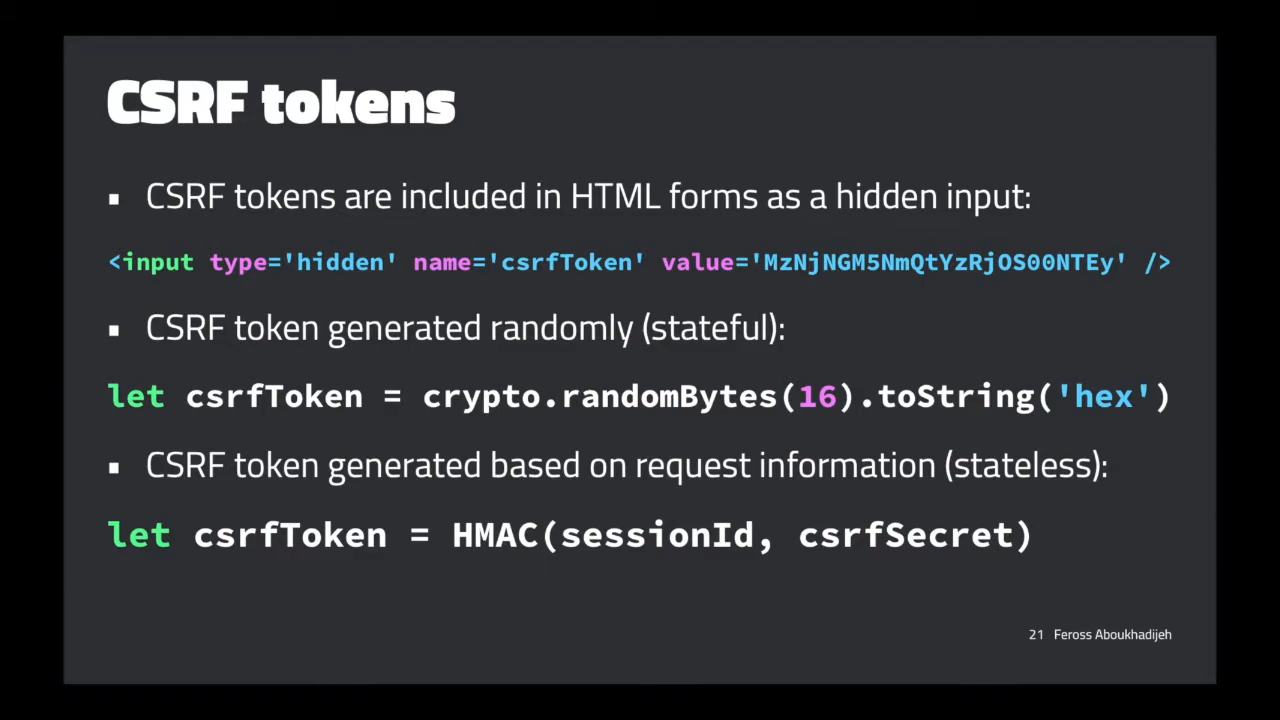 CSRF tokens
▪ CSRF tokens are included in HTML forms as a hidden input:
<input type='hidden' name='csrfToken' value='MzNjNGM5NmQtYzRjOS00NTEy' />
▪ CSRF token generated randomly (stateful):
let csrfToken = crypto.randomBytes(16).toString('hex')
▪ CSRF token generated based on request information (stateless):
let csrfToken = HMAC(sessionId, csrfSecret)
21 Feross Aboukhadijeh